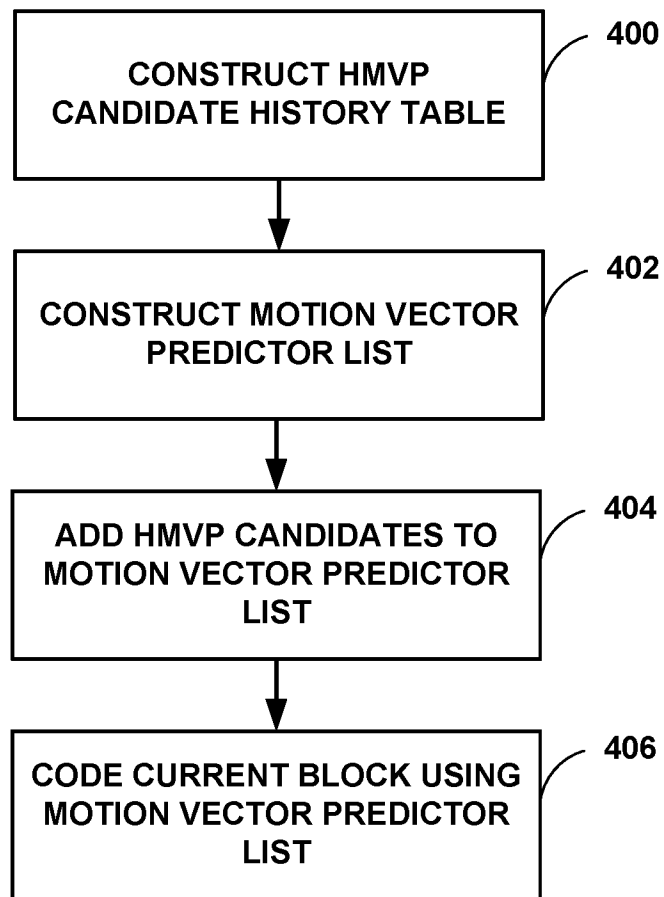 400
CONSTRUCT HMVP
CANDIDATE HISTORY TABLE
402
CONSTRUCT MOTION VECTOR
PREDICTOR LIST
404
ADD HMVP CANDIDATES TO
MOTION VECTOR PREDICTOR
LIST
406
CODE CURRENT BLOCK USING
MOTION VECTOR PREDICTOR
LIST